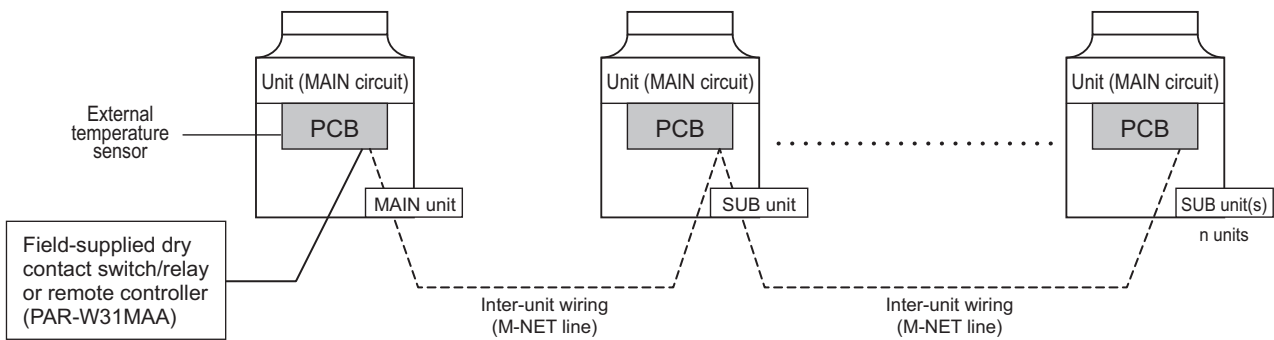 Unit (MAIN circuit)
Unit (MAIN circuit)
Unit (MAIN circuit)
External
temperature
sensor
PCB
PCB
PCB
MAIN unit
SUB unit
SUB unit(s)
n units
Field-supplied dry
contact switch/relay
or remote controller
(PAR-W31MAA)
Inter-unit wiring
(M-NET line)
Inter-unit wiring
(M-NET line)